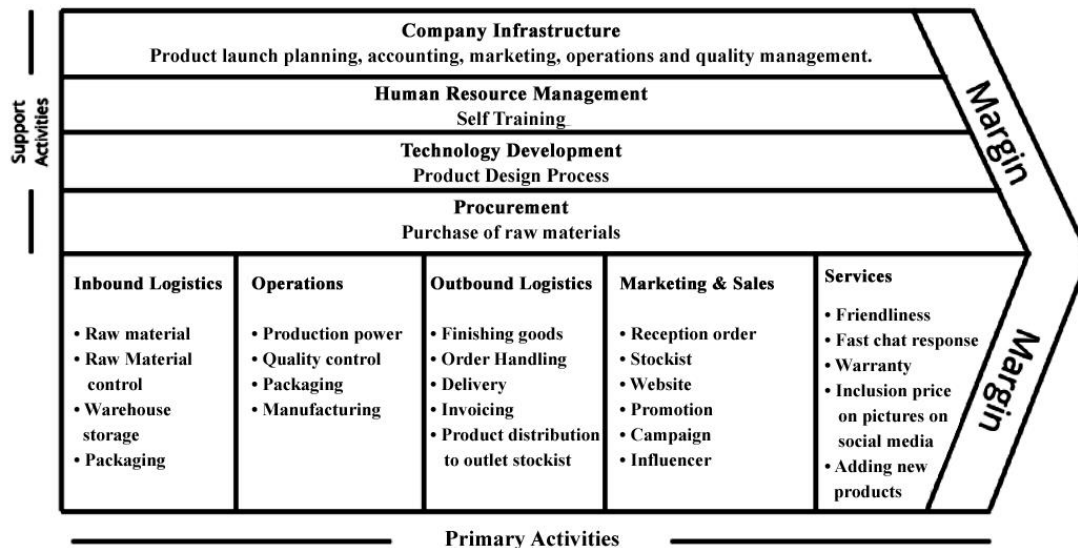 Company Infrastructure
Product launch planning, accounting, marketing, operations and quality management.
Human Resource Management
Self Training
Technology Development
Product Design Process
Procurement
Purchase of raw materials
Support
Activities
Margin
Margin
Inbound Logistics
• Raw material
• Raw Material
control
• Warehouse
storage
• Packaging
Operations
• Production power
• Quality control
• Packaging
• Manufacturing
Outbound Logistics
• Finishing goods
• Order Handling
• Delivery
• Invoicing
• Product distribution
to outlet stockist
Marketing & Sales
• Reception order
• Stockist
• Website
• Promotion
• Campaign
• Influencer
Services
• Friendliness
• Fast chat response
• Warranty
• Inclusion price
on pictures on
social media
• Adding new
products
Primary Activities